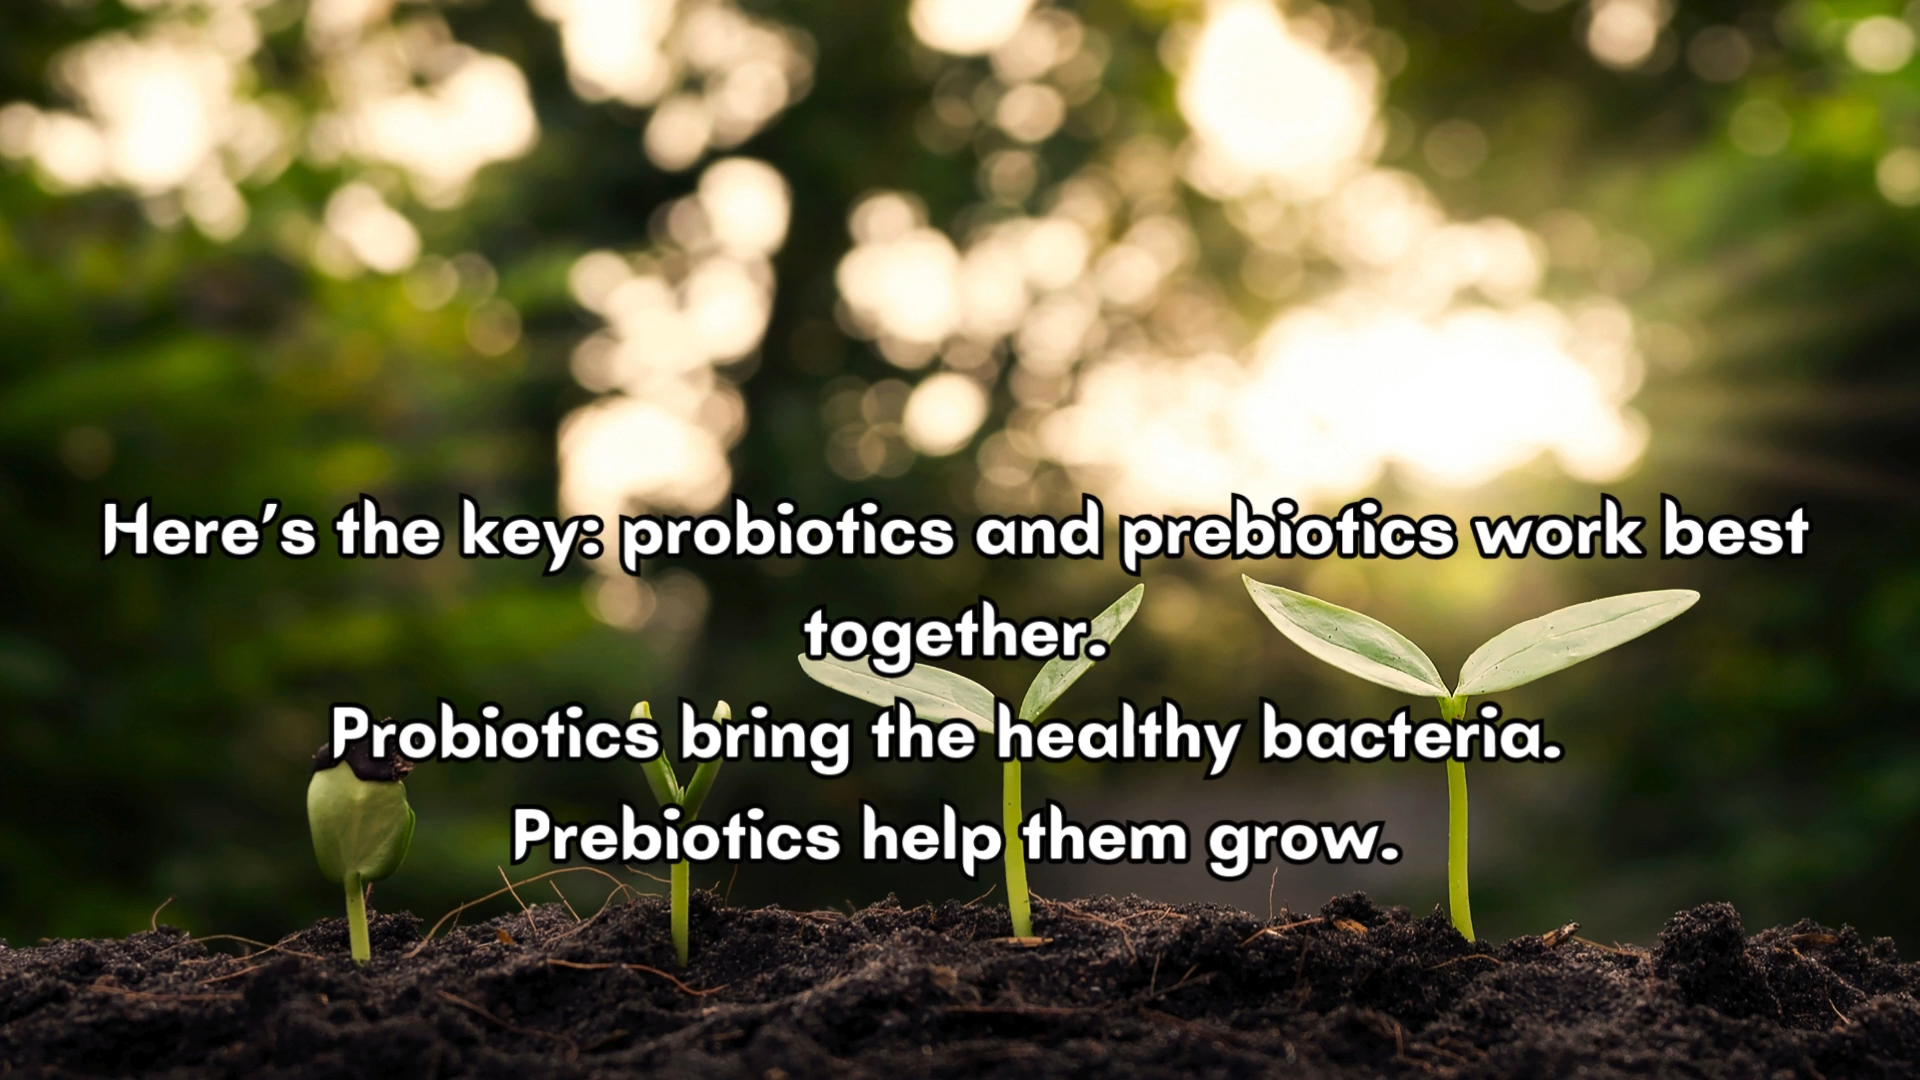 Here’s the key: probiotics and prebiotics work best
together.
Probiotics bring the healthy bacteria.
Prebiotics help them grow.